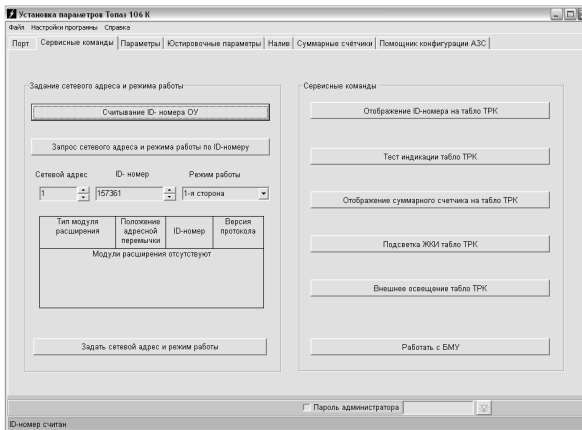 Установка параметров Топаз 106 К
Файл Настройки программы Справка
Порт Сервисные команды Параметры Юстировочные параметры Налив Суммарные счётчики Помощник конфигурации АЗС
Задание сетевого адреса и режима работы
Считывание ID- номера ОУ
Запрос сетевого адреса и режима работы по ID-номеру
Сетевой адрес ID- номер Режим работы
1 157361 1-я сторона
Тип модуля расширения Положение адресной перемычки ID-номер Версия протокола
Модули расширения отсутствуют
Задать сетевой адрес и режим работы
Сервисные команды
Отображение ID-номера на табло ТРК
Тест индикации табло ТРК
Отображение суммарного счетчика на табло ТРК
Подсветка ЖКИ табло ТРК
Внешнее освещение табло ТРК
Работать с БМУ
Пароль администратора
ID-номер считан